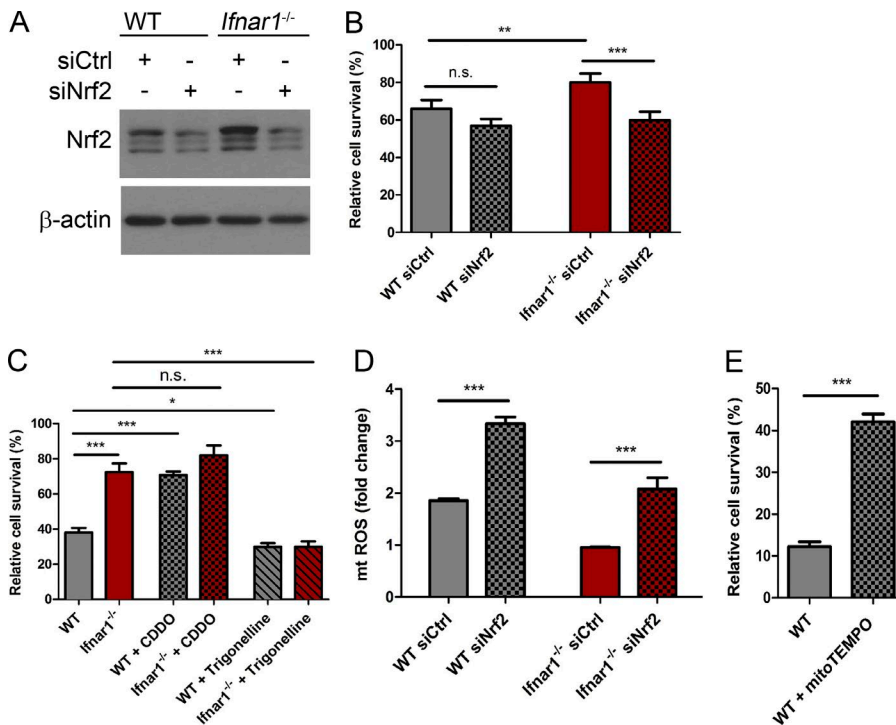 A
WT Ifnar1-/-
siCtrl + - + -
siNrf2 - + - +
Nrf2
β-actin
B
Relative cell survival (%)
100
80
60
40
20
0
**
n.s.
***
WT siCtrl
WT siNrf2
Ifnar1-/- siCtrl
Ifnar1-/- siNrf2
C
Relative cell survival (%)
100
80
60
40
20
0
***
n.s.
*
***
***
WT
Ifnar1-/-
WT + CDDO
Ifnar1-/- + CDDO
WT + Trigonelline
Ifnar1-/- + Trigonelline
D
mt ROS (fold change)
4
3
2
1
0
***
***
WT siCtrl
WT siNrf2
Ifnar1-/- siCtrl
Ifnar1-/- siNrf2
E
Relative cell survival (%)
50
40
30
20
10
0
***
WT
WT + mitoTEMPO